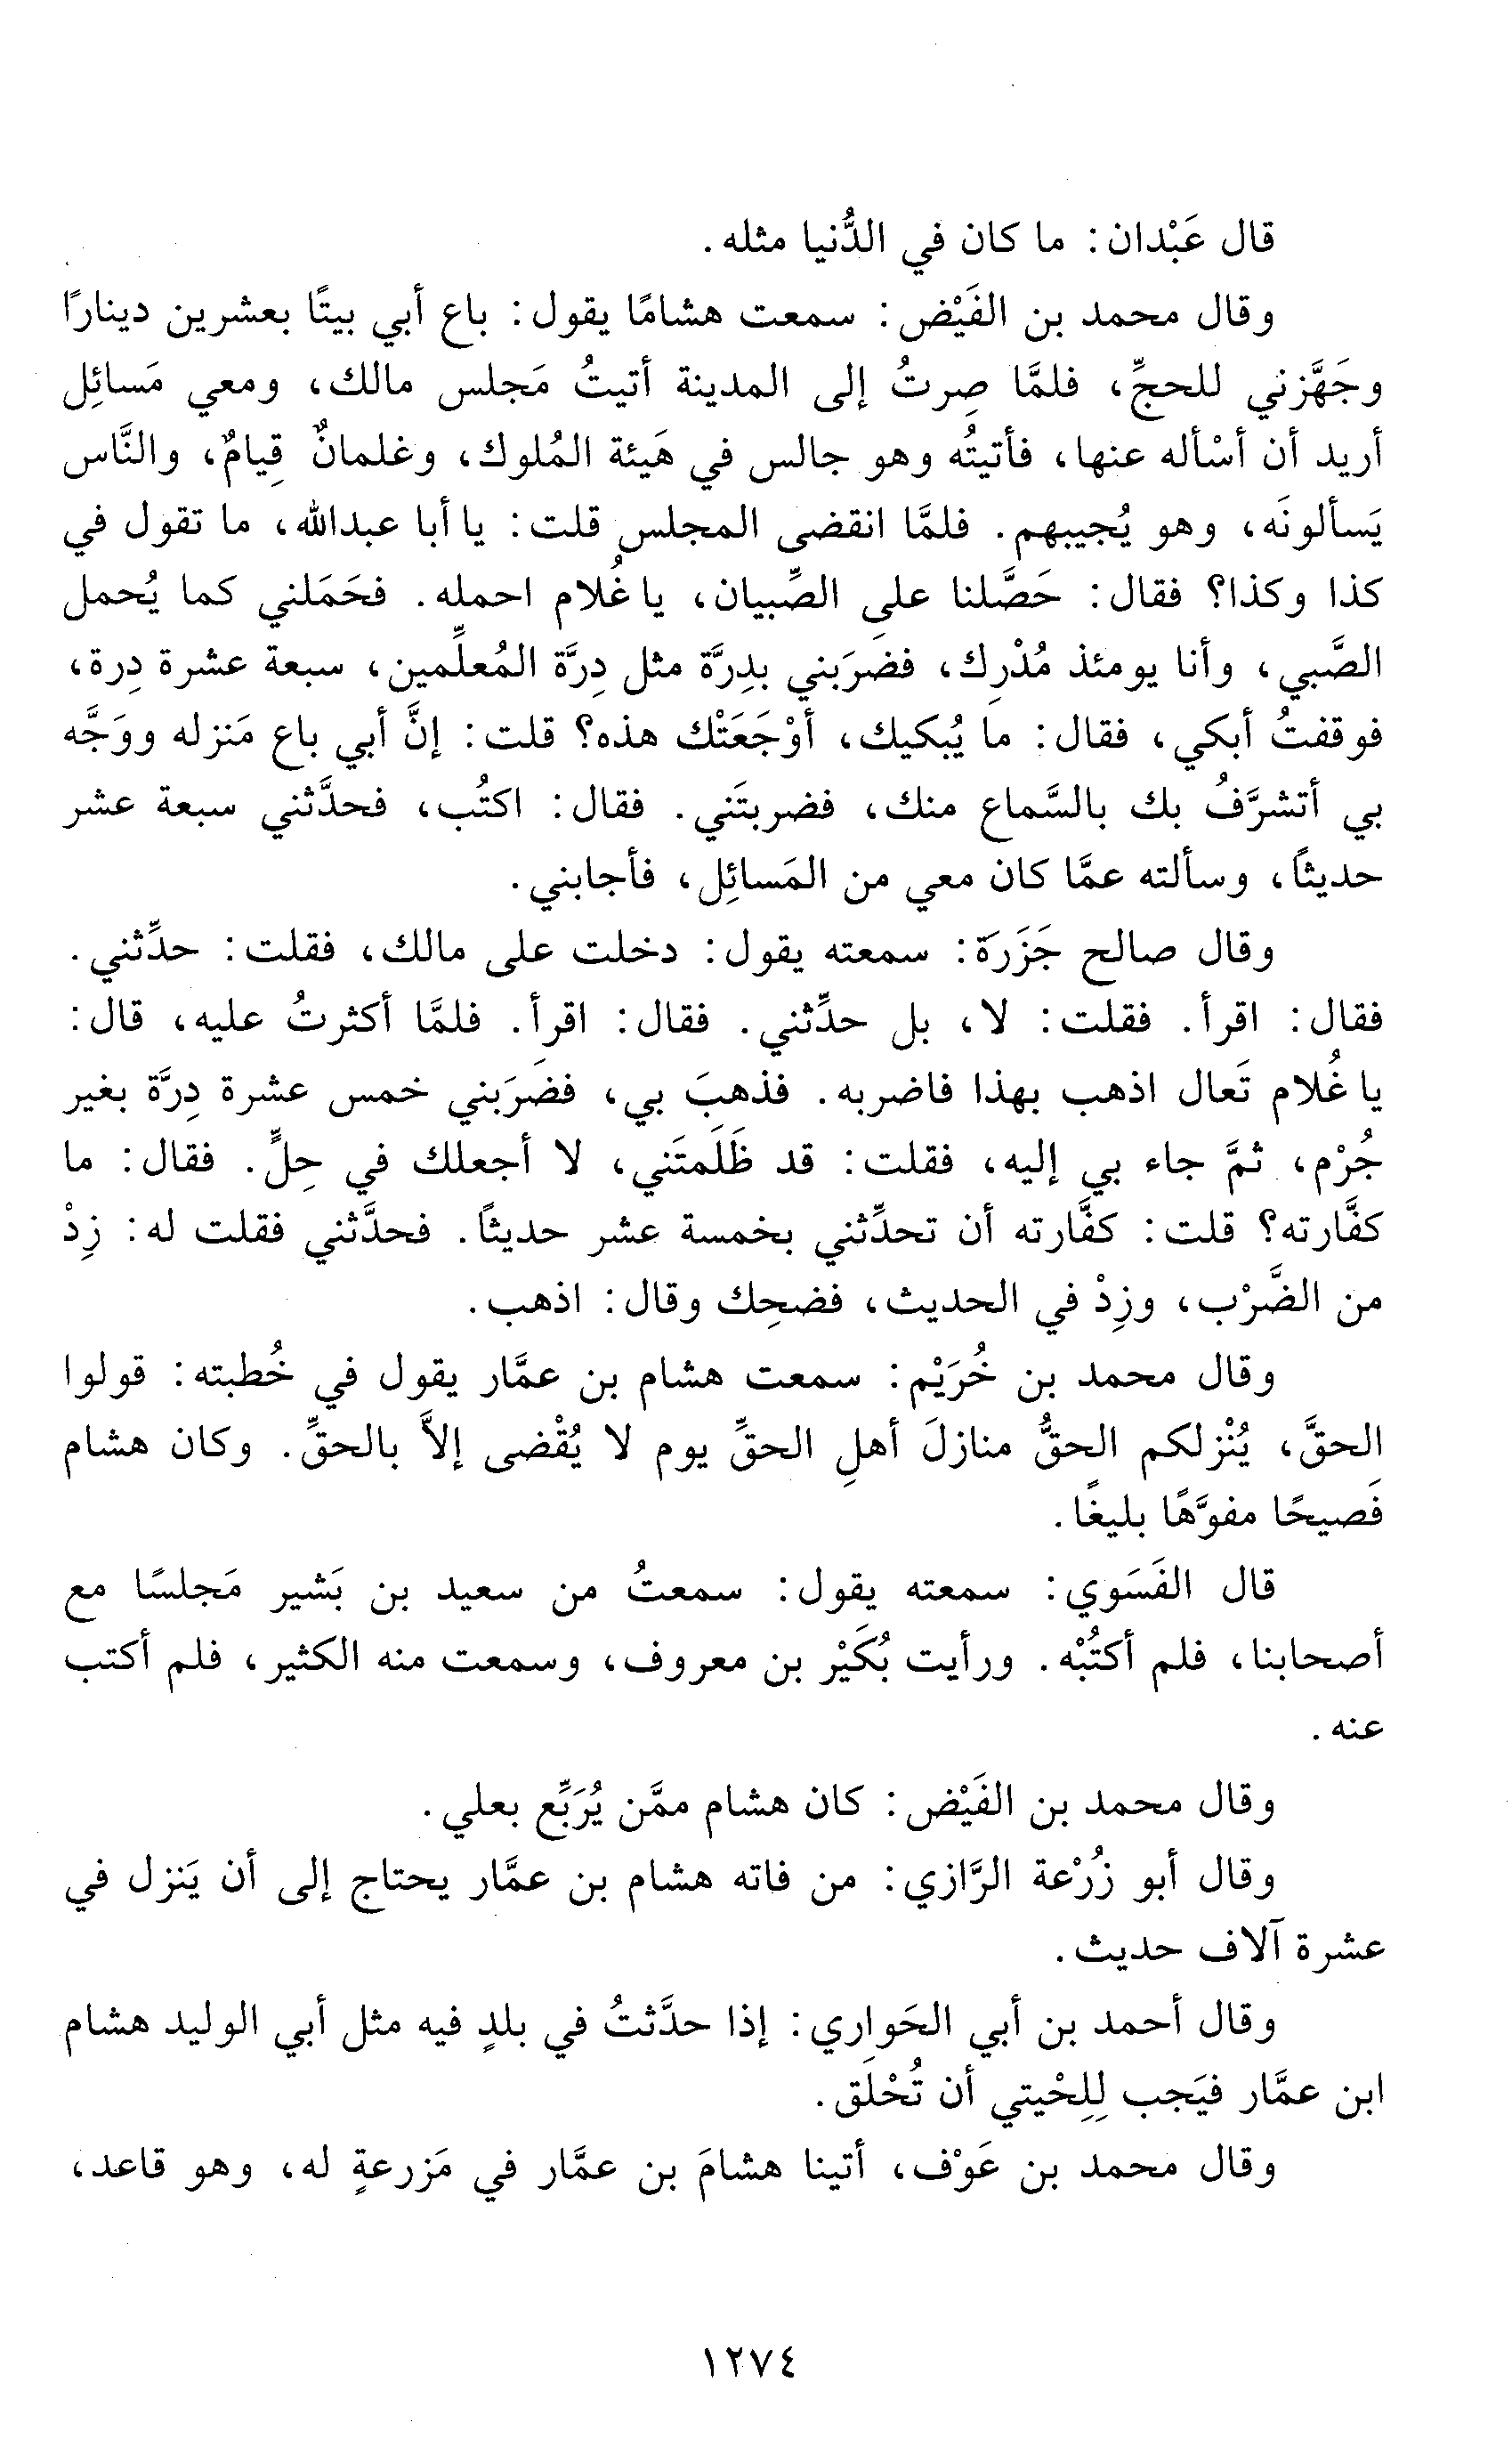 قال عَبْدان: ما كان في الدُّنيا مثله.
وقال محمد بن الفَيْض: سمعت هشامًا يقول: باع أبي بيتًا بعشرين دينارًا
وجَهَّزني للحجِّ، فلمَّا صِرتُ إلى المدينة أتيتُ مَجلس مالك، ومعي مَسائِل
أريد أن أسْأله عنها، فأتيتُه وهو جالس في هَيئة المُلوك، وغلمانٌ قِيامٌ، والنَّاس
يَسألونَه، وهو يُجيبهم. فلمَّا انقضى المجلس قلت: يا أبا عبدالله، ما تقول في
كذا وكذا؟ فقال: حَصَّلنا على الصِّبيان، يا غُلام احمله. فحَمَلني كما يُحمل
الصَّبي، وأنا يومئذ مُدْرِك، فضَرَبني بدِرَّة مثل دِرَّة المُعلِّمين، سبعة عشرة دِرة،
فوقفتُ أبكي، فقال: ما يُبكيك، أوْجَعَتْك هذه؟ قلت: إنَّ أبي باع مَنزله ووَجَّه
بي أتشرَّفُ بك بالسَّماع منك، فضربتَني. فقال: اكتُب، فحدَّثني سبعة عشر
حديثًا، وسألته عمَّا كان معي من المَسائِل، فأجابني.
وقال صالح جَزَرَة: سمعته يقول: دخلت على مالك، فقلت: حدِّثني.
فقال: اقرأ. فقلت: لا، بل حدِّثني. فقال: اقرأ. فلمَّا أكثرتُ عليه، قال:
يا غُلام تَعال اذهب بهذا فاضربه. فذهبَ بي، فضَرَبني خمس عشرة دِرَّة بغير
جُرْم، ثمَّ جاء بي إليه، فقلت: قد ظَلَمتَني، لا أجعلك في حِلٍّ. فقال: ما
كفَّارته؟ قلت: كفَّارته أن تحدِّثني بخمسة عشر حديثًا. فحدَّثني فقلت له: زِدْ
من الضَّرْب، وزِدْ في الحديث، فضحِك وقال: اذهب.
وقال محمد بن خُرَيْم: سمعت هشام بن عمَّار يقول في خُطبته: قولوا
الحقَّ، يُنْزلكم الحقُّ منازلَ أهلِ الحقِّ يوم لا يُقْضى إلاَّ بالحقِّ. وكان هشام
فَصيحًا مفوَّهًا بليغًا.
قال الفَسَوي: سمعته يقول: سمعتُ من سعيد بن بَشير مَجلسًا مع
أصحابنا، فلم أكتُبْه. ورأيت بُكَيْر بن معروف، وسمعت منه الكثير، فلم أكتب
عنه.
وقال محمد بن الفَيْض: كان هشام ممَّن يُرَبِّع بعلي.
وقال أبو زُرْعة الرَّازي: من فاته هشام بن عمَّار يحتاج إلى أن يَنزل في
عشرة آلاف حديث.
وقال أحمد بن أبي الحَواري: إذا حدَّثتُ في بلدٍ فيه مثل أبي الوليد هشام
ابن عمَّار فيَجب لِلِحْيتي أن تُحْلَق.
وقال محمد بن عَوْف، أتينا هشامَ بن عمَّار في مَزرعةٍ له، وهو قاعد،
١٢٧٤